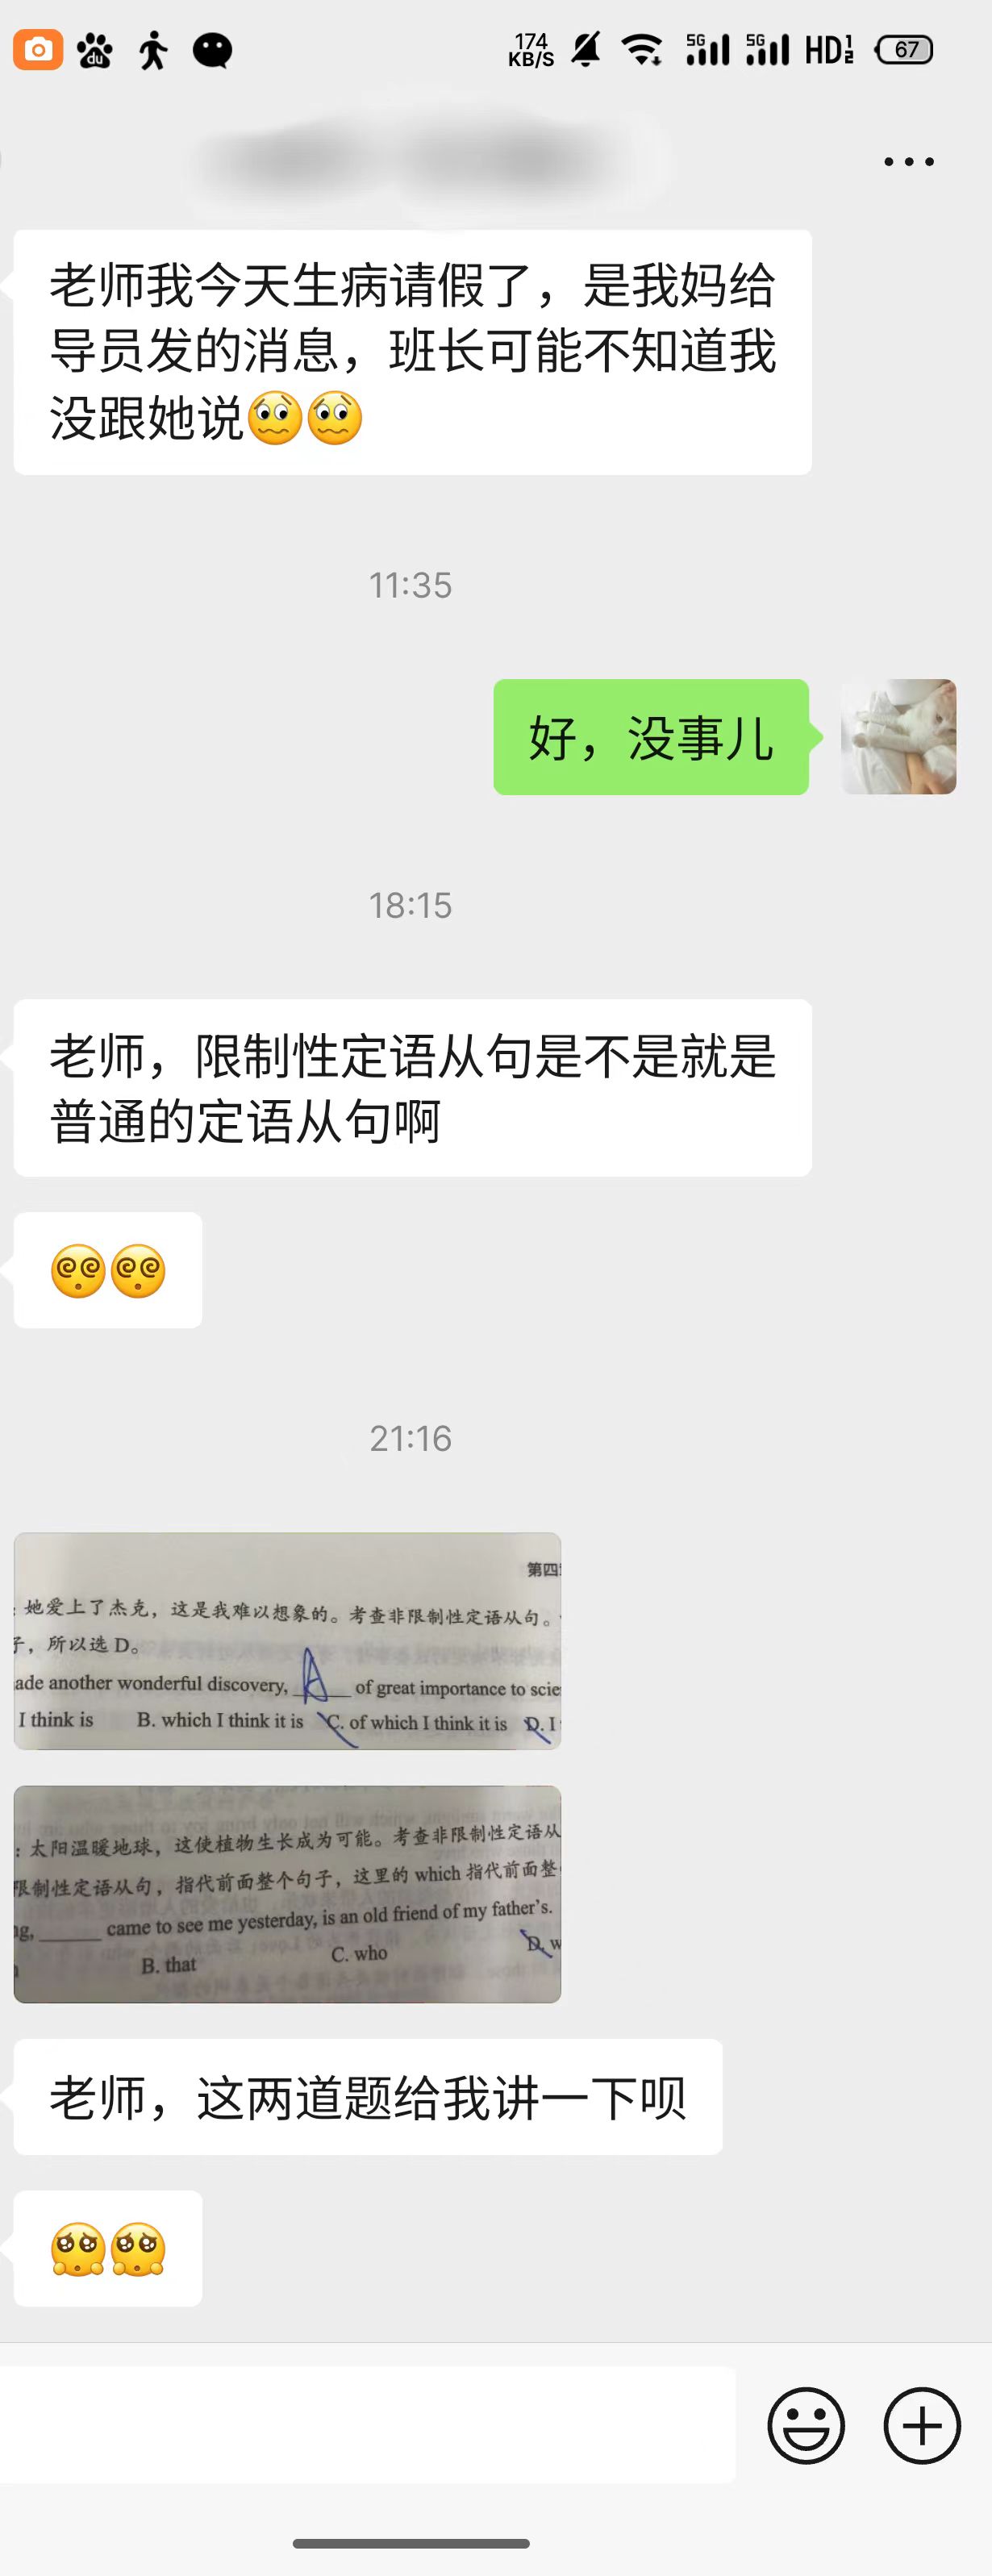 174
KB/S
5G
5G
HD 1 2
67
老师我今天生病请假了，是我妈给
导员发的消息，班长可能不知道我
没跟她说
11:35
好，没事儿
18:15
老师，限制性定语从句是不是就是
普通的定语从句啊
21:16
第四
：她爱上了杰克，这是我难以想象的。考查非限制性定语从句。
子，所以选 D。
ade another wonderful discovery, A of great importance to scie
I think is B. which I think it is C. of which I think it is D. I
：太阳温暖地球，这使植物生长成为可能。考查非限制性定语从
限制性定语从句，指代前面整个句子，这里的 which 指代前面整
ng, ______ came to see me yesterday, is an old friend of my father's.
B. that C. who D. w
老师，这两道题给我讲一下呗